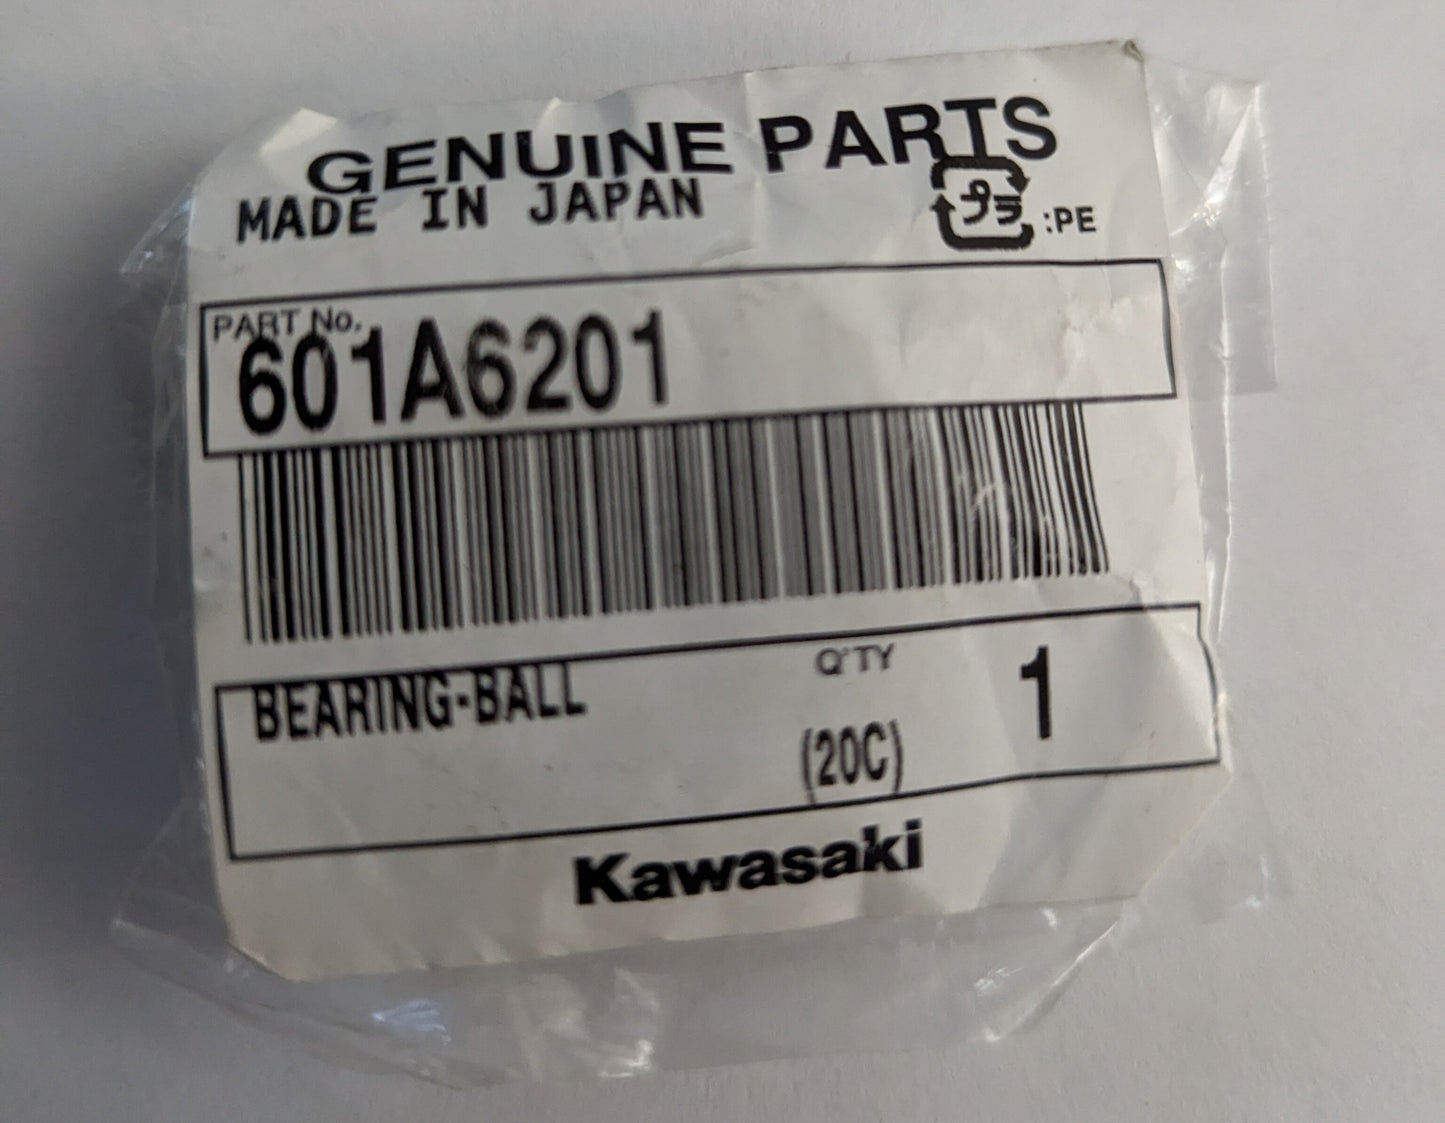 GENUINE PARTS
MADE IN JAPAN
プラ :PE
PART No.
601A6201
BEARING-BALL
Q'TY 1
(20C)
Kawasaki